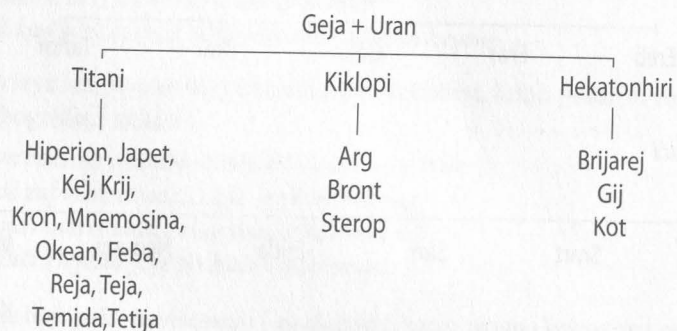 Geja + Uran
Titani
Kiklopi
Hekatonhiri
Hiperion, Japet,
Kej, Krij,
Kron, Mnemosina,
Okean, Feba,
Reja, Teja,
Temida,Tetija
Arg
Bront
Sterop
Brijarej
Gij
Kot